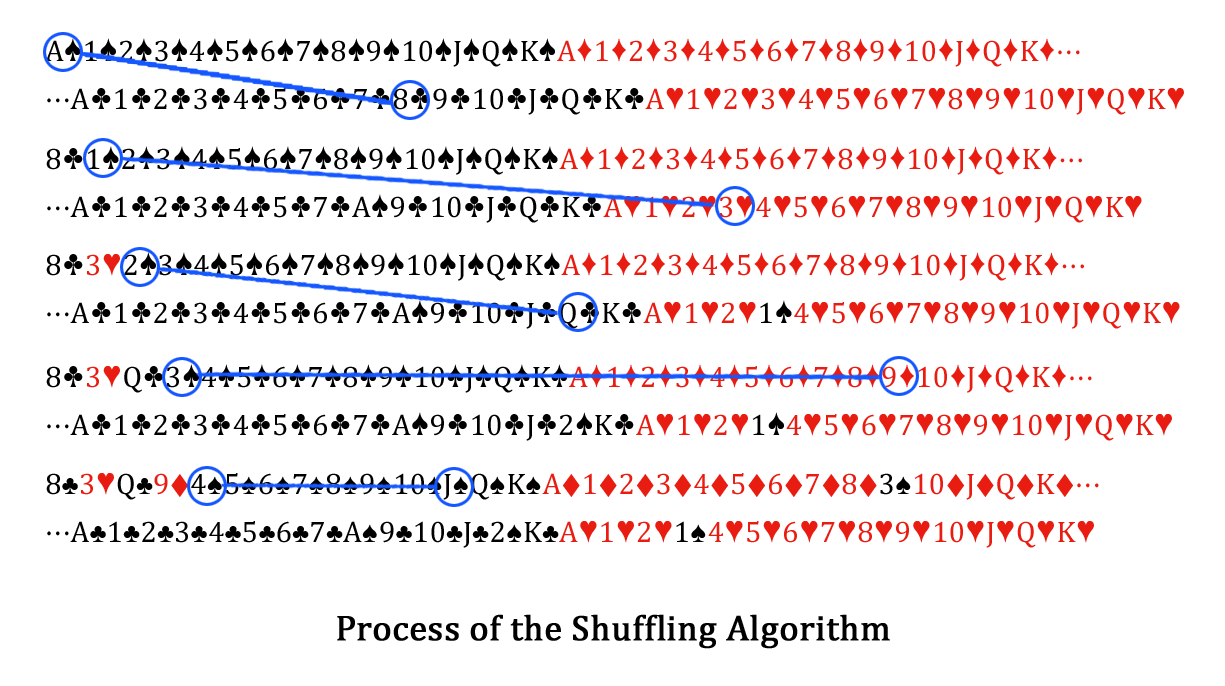 A♠1♠2♠3♠4♠5♠6♠7♠8♠9♠10♠J♠Q♠K♠A♦1♦2♦3♦4♦5♦6♦7♦8♦9♦10♦J♦Q♦K♦⋯
⋯A♣1♣2♣3♣4♣5♣6♣7♣8♣9♣10♣J♣Q♣K♣A♥1♥2♥3♥4♥5♥6♥7♥8♥9♥10♥J♥Q♥K♥
8♣1♠2♠3♠4♠5♠6♠7♠8♠9♠10♠J♠Q♠K♠A♦1♦2♦3♦4♦5♦6♦7♦8♦9♦10♦J♦Q♦K♦⋯
⋯A♣1♣2♣3♣4♣5♣7♣A♠9♣10♣J♣Q♣K♣A♥1♥2♥3♥4♥5♥6♥7♥8♥9♥10♥J♥Q♥K♥
8♣3♥2♠3♠4♠5♠6♠7♠8♠9♠10♠J♠Q♠K♠A♦1♦2♦3♦4♦5♦6♦7♦8♦9♦10♦J♦Q♦K♦⋯
⋯A♣1♣2♣3♣4♣5♣6♣7♣A♠9♣10♣J♣Q♣K♣A♥1♥2♥1♠4♥5♥6♥7♥8♥9♥10♥J♥Q♥K♥
8♣3♥Q♣3♠4♠5♠6♠7♠8♠9♠10♠J♠Q♠K♠A♦1♦2♦3♦4♦5♦6♦7♦8♦9♦10♦J♦Q♦K♦⋯
⋯A♣1♣2♣3♣4♣5♣6♣7♣A♠9♣10♣J♣2♠K♣A♥1♥2♥1♠4♥5♥6♥7♥8♥9♥10♥J♥Q♥K♥
8♣3♥Q♣9♦4♠5♠6♠7♠8♠9♠10♠J♠Q♠K♠A♦1♦2♦3♦4♦5♦6♦7♦8♦3♠10♦J♦Q♦K♦⋯
⋯A♣1♣2♣3♣4♣5♣6♣7♣A♠9♣10♣J♣2♠K♣A♥1♥2♥1♠4♥5♥6♥7♥8♥9♥10♥J♥Q♥K♥
Process of the Shuffling Algorithm